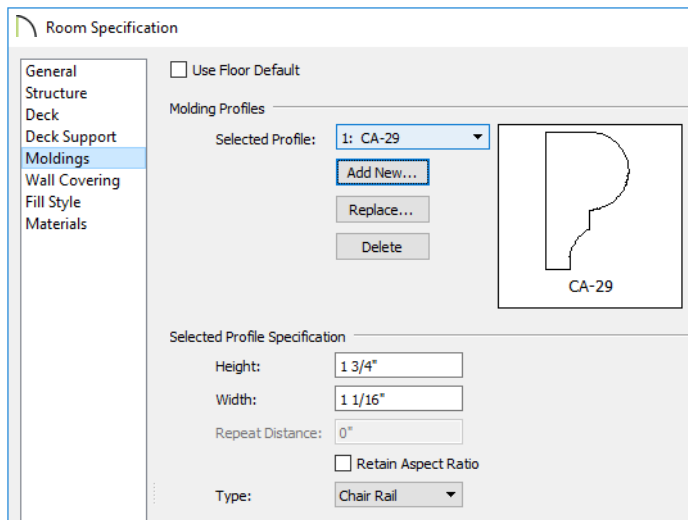 Room Specification
General
Structure
Deck
Deck Support
Moldings
Wall Covering
Fill Style
Materials
Use Floor Default
Molding Profiles
Selected Profile: 1: CA-29
Add New...
Replace...
Delete
CA-29
Selected Profile Specification
Height: 1 3/4"
Width: 1 1/16"
Repeat Distance: 0"
Retain Aspect Ratio
Type: Chair Rail